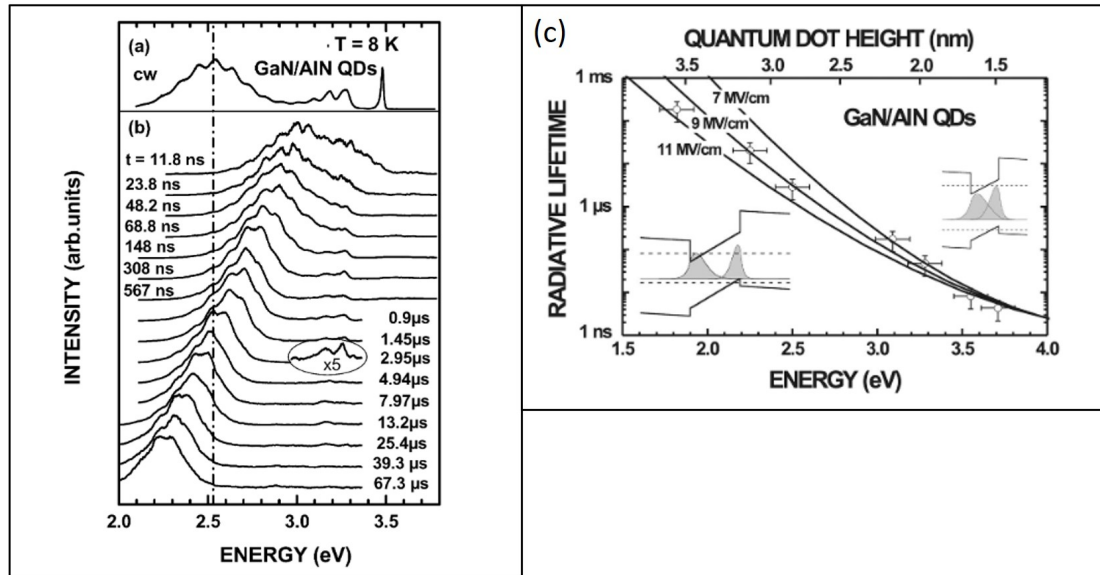 (a)
T = 8 K
cw
GaN/AlN QDs
(b)
t = 11.8 ns
23.8 ns
48.2 ns
68.8 ns
148 ns
308 ns
567 ns
0.9µs
1.45µs
2.95µs
x5
4.94µs
7.97µs
13.2µs
25.4µs
39.3 µs
67.3 µs
INTENSITY (arb.units)
2.0 2.5 3.0 3.5
ENERGY (eV)
(c)
QUANTUM DOT HEIGHT (nm)
3.5 3 2.5 2 1.5
1 ms
7 MV/cm
9 MV/cm
11 MV/cm
GaN/AlN QDs
1 µs
1 ns
RADIATIVE LIFETIME
1.5 2.0 2.5 3.0 3.5 4.0
ENERGY (eV)